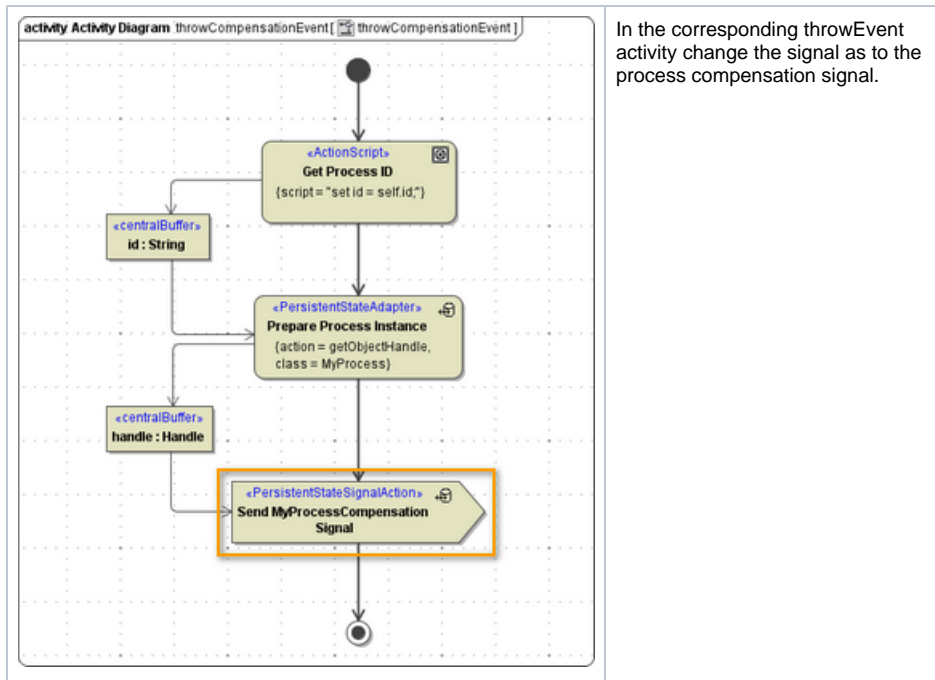 activity Activity Diagram throwCompensationEvent [ throwCompensationEvent ]
In the corresponding throwEvent
activity change the signal as to the
process compensation signal.
«ActionScript»
Get Process ID
{script = "set id = self.id;"}
«centralBuffer»
id : String
«PersistentStateAdapter»
Prepare Process Instance
{action = getObjectHandle,
class = MyProcess}
«centralBuffer»
handle : Handle
«PersistentStateSignalAction»
Send MyProcessCompensation
Signal